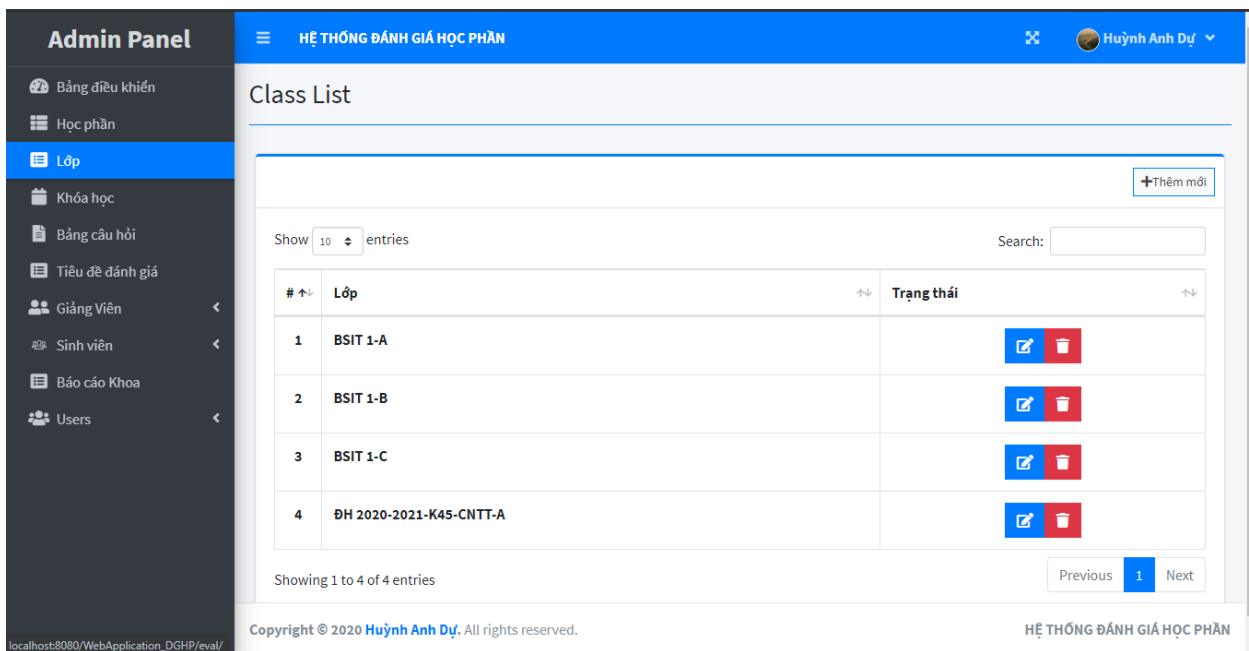 Admin Panel
HỆ THỐNG ĐÁNH GIÁ HỌC PHẦN
Huỳnh Anh Dự
Bảng điều khiển
Học phần
Lớp
Khóa học
Bảng câu hỏi
Tiêu đề đánh giá
Giảng Viên
Sinh viên
Báo cáo Khoa
Users
localhost:8080/WebApplication_DGHP/eval/
Class List
+Thêm mới
Show 10 entries
Search:
# Lớp Trạng thái
1 BSIT 1-A
2 BSIT 1-B
3 BSIT 1-C
4 ĐH 2020-2021-K45-CNTT-A
Showing 1 to 4 of 4 entries
Previous 1 Next
Copyright © 2020 Huỳnh Anh Dự. All rights reserved.
HỆ THỐNG ĐÁNH GIÁ HỌC PHẦN